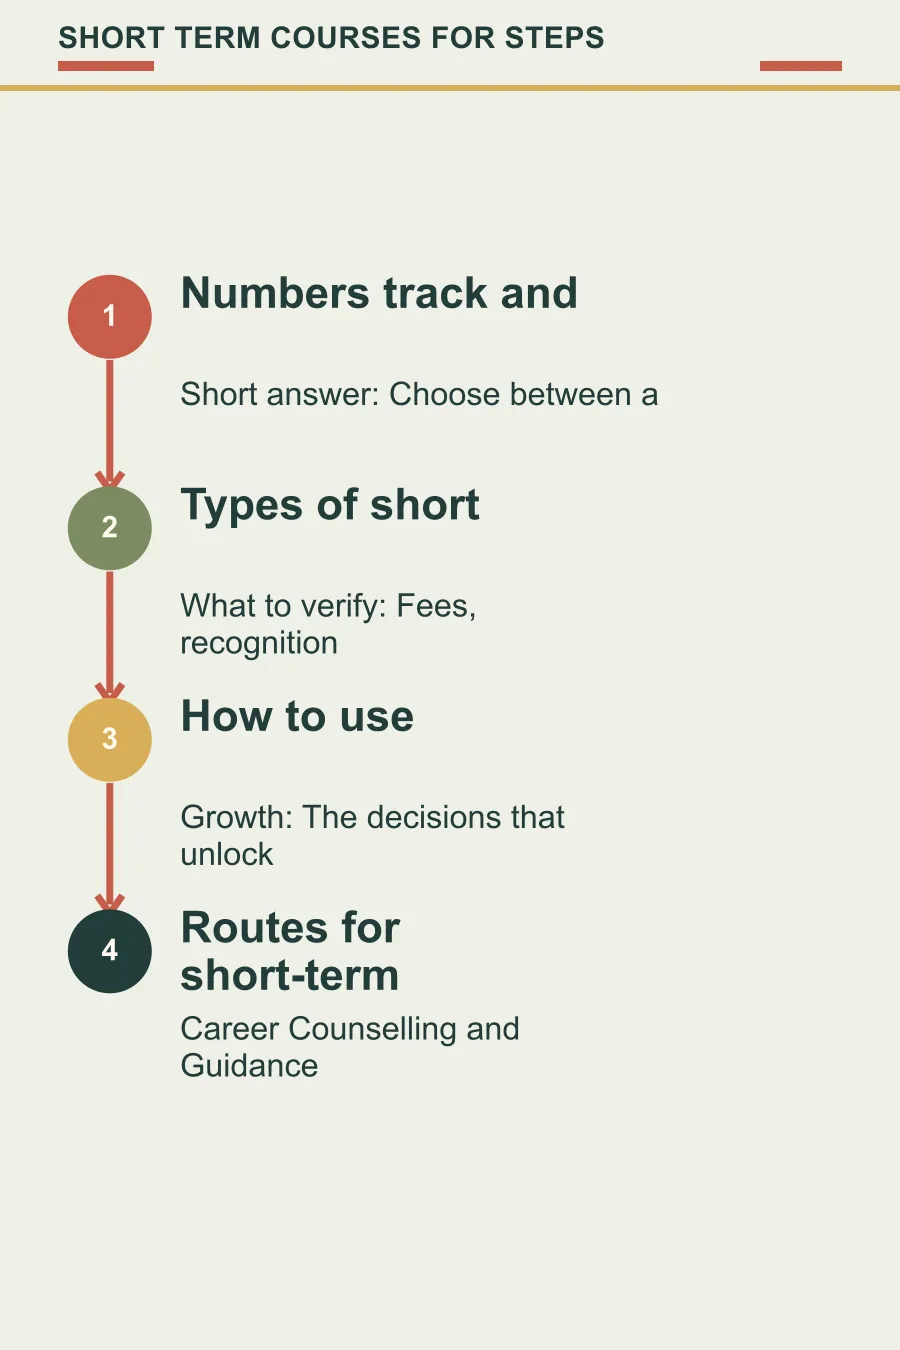 SHORT TERM COURSES FOR STEPS
1
Numbers track and
Short answer: Choose between a
2
Types of short
What to verify: Fees,
recognition
3
How to use
Growth: The decisions that
unlock
4
Routes for
short-term
Career Counselling and
Guidance